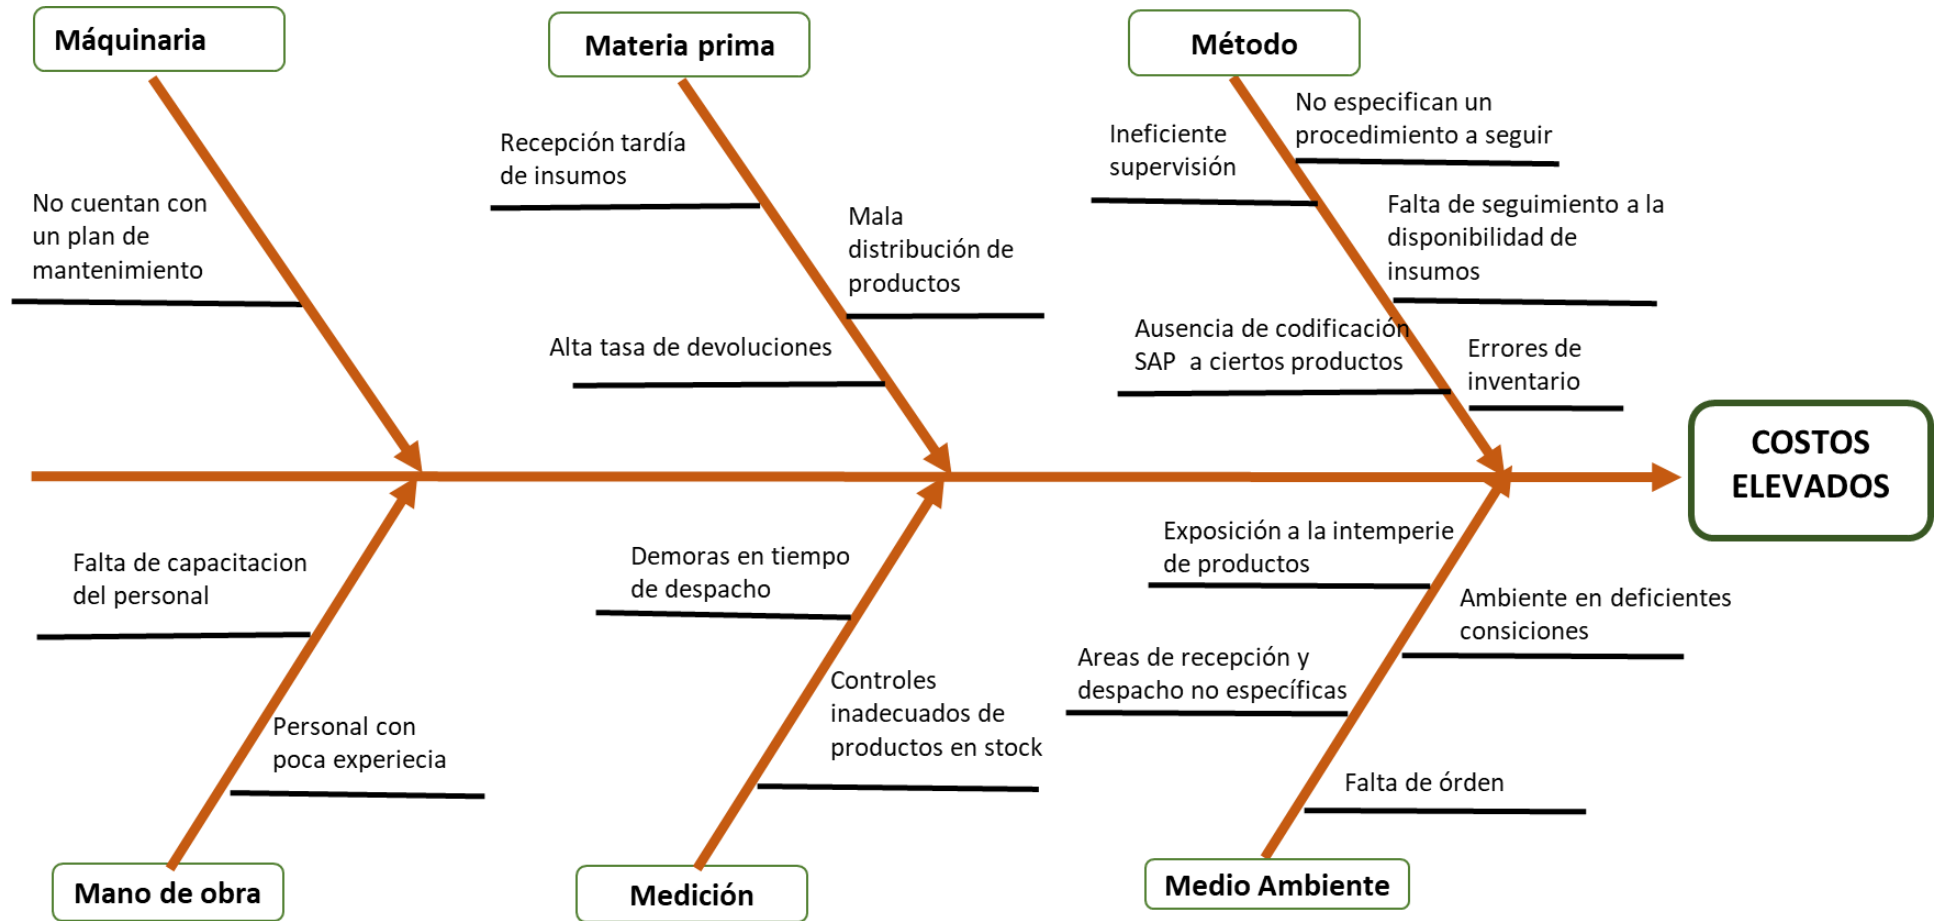 Máquinaria
Materia prima
Método
No cuentan con
un plan de
mantenimiento
Recepción tardía
de insumos
Mala
distribución de
productos
Alta tasa de devoluciones
No especifican un
procedimiento a seguir
Ineficiente
supervisión
Falta de seguimiento a la
disponibilidad de
insumos
Ausencia de codificación
SAP a ciertos productos
Errores de
inventario
COSTOS
ELEVADOS
Falta de capacitacion
del personal
Personal con
poca experiecia
Demoras en tiempo
de despacho
Controles
inadecuados de
productos en stock
Exposición a la intemperie
de productos
Ambiente en deficientes
consiciones
Areas de recepción y
despacho no específicas
Falta de órden
Mano de obra
Medición
Medio Ambiente